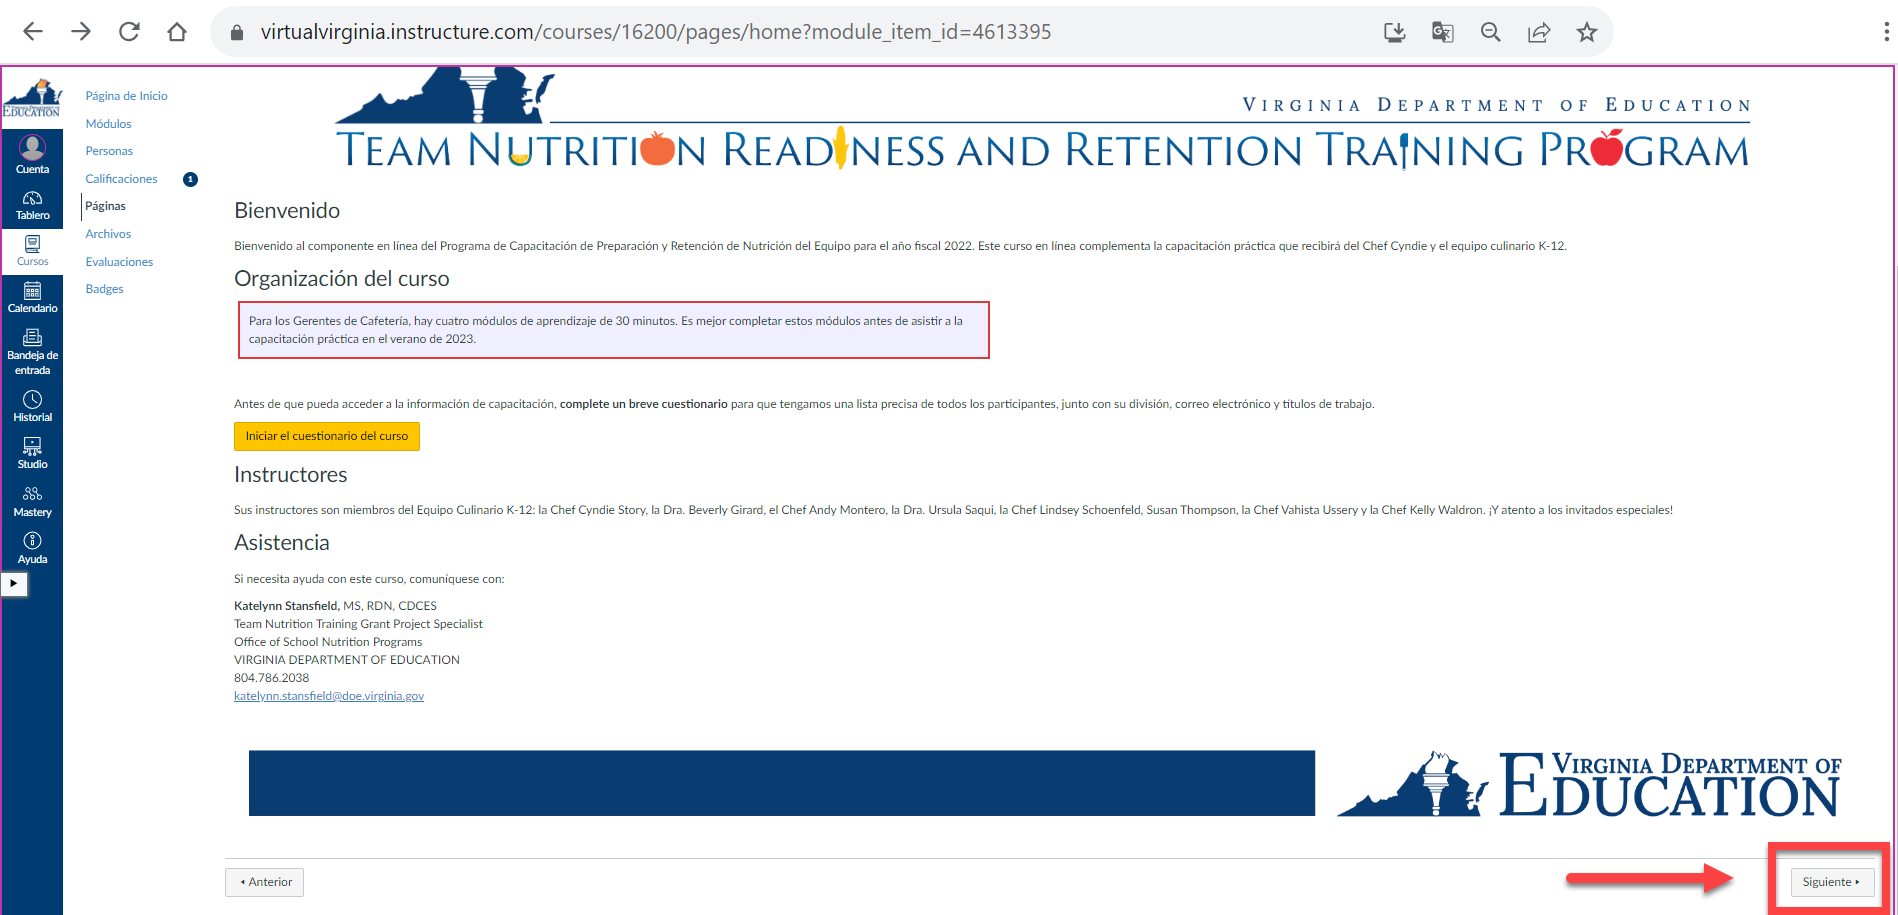 virtualvirginia.instructure.com/courses/16200/pages/home?module_item_id=4613395
VIRGINIA DEPARTMENT OF EDUCATION
TEAM NUTRITION READINESS AND RETENTION TRAINING PROGRAM
VIRGINIA DEPARTMENT OF
EDUCATION
Cuenta
Tablero
Cursos
Calendario
Bandeja de
entrada
Historial
Studio
Mastery
Ayuda
Página de Inicio
Módulos
Personas
Calificaciones 1
Páginas
Archivos
Evaluaciones
Badges
Bienvenido
Bienvenido al componente en línea del Programa de Capacitación de Preparación y Retención de Nutrición del Equipo para el año fiscal 2022. Este curso en línea complementa la capacitación práctica que recibirá del Chef Cyndie y el equipo culinario K-12.
Organización del curso
Para los Gerentes de Cafetería, hay cuatro módulos de aprendizaje de 30 minutos. Es mejor completar estos módulos antes de asistir a la
capacitación práctica en el verano de 2023.
Antes de que pueda acceder a la información de capacitación, complete un breve cuestionario para que tengamos una lista precisa de todos los participantes, junto con su división, correo electrónico y títulos de trabajo.
Iniciar el cuestionario del curso
Instructores
Sus instructores son miembros del Equipo Culinario K-12: la Chef Cyndie Story, la Dra. Beverly Girard, el Chef Andy Montero, la Dra. Ursula Saqui, la Chef Lindsey Schoenfeld, Susan Thompson, la Chef Vahista Ussery y la Chef Kelly Waldron. ¡Y atento a los invitados especiales!
Asistencia
Si necesita ayuda con este curso, comuníquese con:
Katelynn Stansfield, MS, RDN, CDCES
Team Nutrition Training Grant Project Specialist
Office of School Nutrition Programs
VIRGINIA DEPARTMENT OF EDUCATION
804.786.2038
katelynn.stansfield@doe.virginia.gov
VIRGINIA DEPARTMENT OF
EDUCATION
Anterior
Siguiente